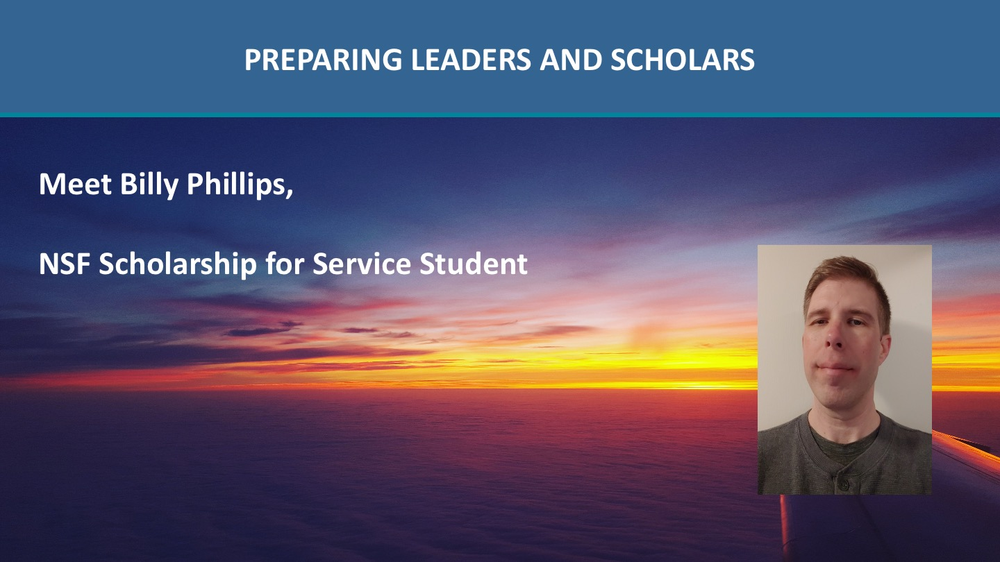 PREPARING LEADERS AND SCHOLARS
Meet Billy Phillips,
NSF Scholarship for Service Student